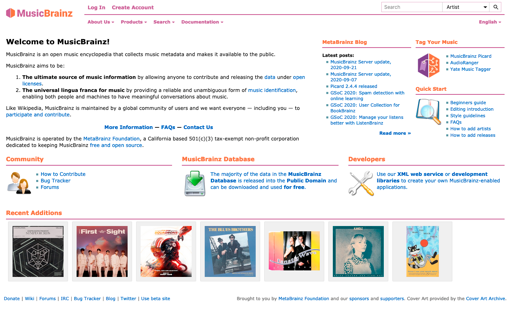 MusicBrainz
Log In Create Account
Search Artist
About Us Products Search Documentation
English
Welcome to MusicBrainz!
MusicBrainz is an open music encyclopedia that collects music metadata and makes it available to the public.
MusicBrainz aims to be:
1. The ultimate source of music information by allowing anyone to contribute and releasing the data under open
licenses.
2. The universal lingua franca for music by providing a reliable and unambiguous form of music identification,
enabling both people and machines to have meaningful conversations about music.
Like Wikipedia, MusicBrainz is maintained by a global community of users and we want everyone — including you — to
participate and contribute.
More Information — FAQs — Contact Us
MusicBrainz is operated by the MetaBrainz Foundation, a California based 501(c)(3) tax-exempt non-profit corporation
dedicated to keeping MusicBrainz free and open source.
MetaBrainz Blog
Latest posts:
MusicBrainz Server update,
2020-09-21
MusicBrainz Server update,
2020-09-07
Picard 2.4.4 released
GSoC 2020: Spam detection with
online learning
GSoC 2020: User Collection for
BookBrainz
GSoC 2020: Manage your listens
better with ListenBrainz
Read more »
Tag Your Music
MusicBrainz Picard
AudioRanger
Yate Music Tagger
Quick Start
Beginners guide
Editing introduction
Style guidelines
FAQs
How to add artists
How to add releases
Community
How to Contribute
Bug Tracker
Forums
MusicBrainz Database
The majority of the data in the MusicBrainz
Database is released into the Public Domain and
can be downloaded and used for free.
Developers
Use our XML web service or development
libraries to create your own MusicBrainz-enabled
applications.
Recent Additions
First Sight
THE BLUES BROTHERS
Donate | Wiki | Forums | IRC | Bug Tracker | Blog | Twitter | Use beta site
Brought to you by MetaBrainz Foundation and our sponsors and supporters. Cover Art provided by the Cover Art Archive.